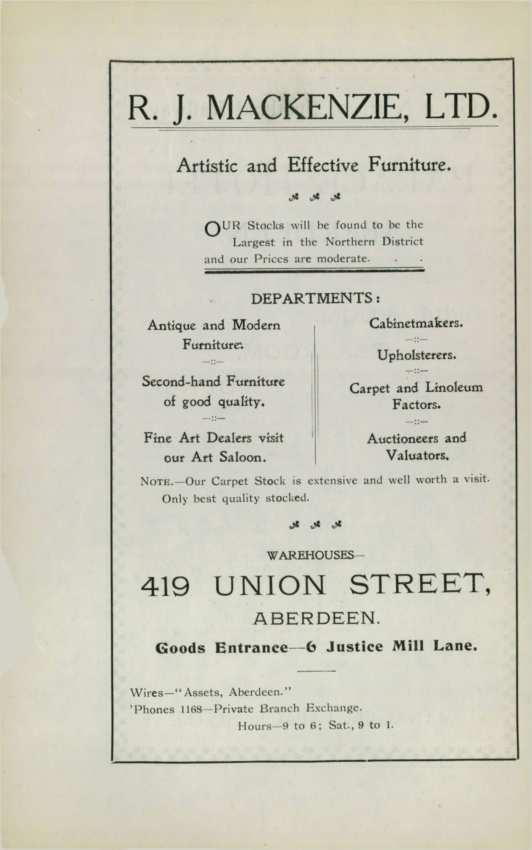 R. J. MACKENZIE, LTD.
Artistic and Effective Furniture.
OUR Stocks will be found to be the
Largest in the Northern District
and our Prices are moderate. . .
DEPARTMENTS:
Antique and Modern
Furniture.
—::—
Second-hand Furniture
of good quality.
—::—
Fine Art Dealers visit
our Art Saloon.
Cabinetmakers.
—::—
Upholsterers.
—::—
Carpet and Linoleum
Factors.
—::—
Auctioneers and
Valuators.
NOTE.—Our Carpet Stock is extensive and well worth a visit.
Only best quality stocked.
WAREHOUSES—
419 UNION STREET,
ABERDEEN.
Goods Entrance—6 Justice Mill Lane.
Wires—"Assets, Aberdeen."
'Phones 1168—Private Branch Exchange.
Hours—9 to 6; Sat., 9 to 1.